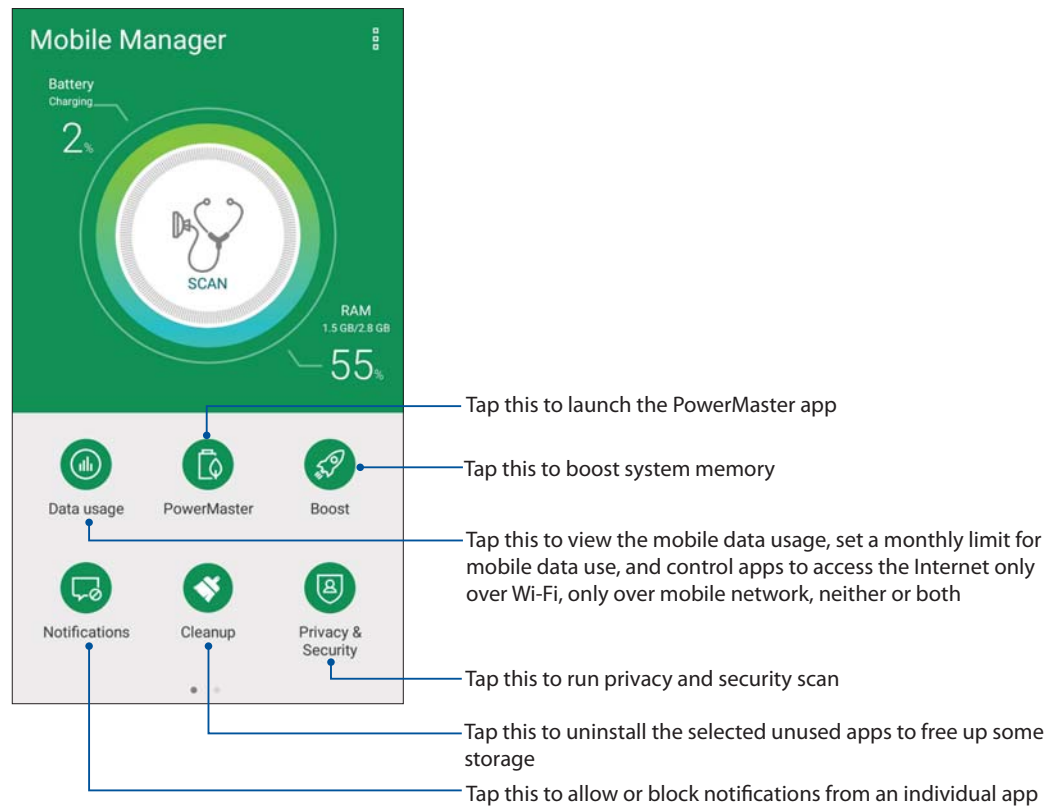 Mobile Manager
Battery
Charging
2%
SCAN
RAM
1.5 GB/2.8 GB
55%
Data usage
PowerMaster
Boost
Notifications
Cleanup
Privacy &
Security
Tap this to launch the PowerMaster app
Tap this to boost system memory
Tap this to view the mobile data usage, set a monthly limit for
mobile data use, and control apps to access the Internet only
over Wi-Fi, only over mobile network, neither or both
Tap this to run privacy and security scan
Tap this to uninstall the selected unused apps to free up some
storage
Tap this to allow or block notifications from an individual app